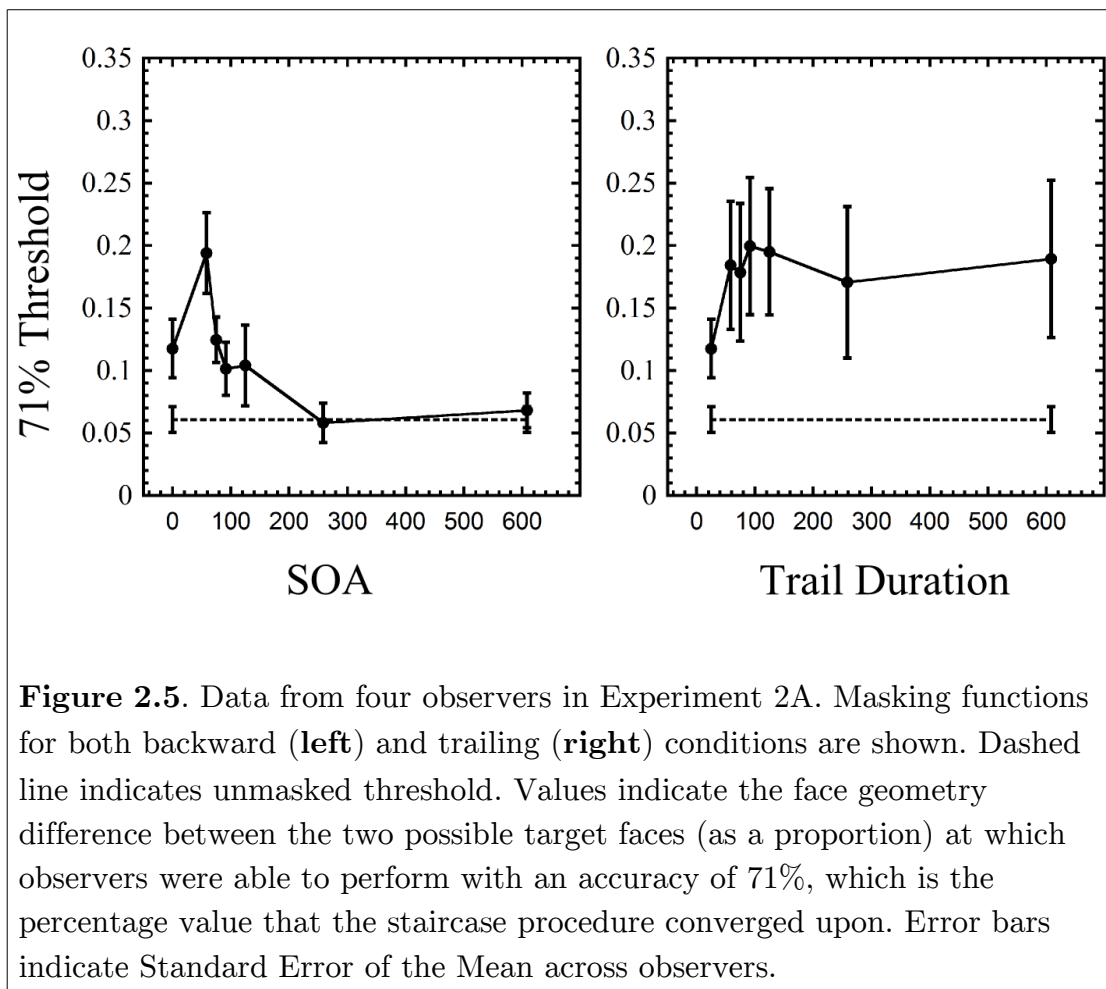 0.35 0.35
0.3 0.3
0.25 0.25
0.2 0.2
0.15 0.15
0.1 0.1
0.05 0.05
0 0
71% Threshold
0 100 200 300 400 500 600 0 100 200 300 400 500 600
SOA Trail Duration
Figure 2.5. Data from four observers in Experiment 2A. Masking functions
for both backward (left) and trailing (right) conditions are shown. Dashed
line indicates unmasked threshold. Values indicate the face geometry
difference between the two possible target faces (as a proportion) at which
observers were able to perform with an accuracy of 71%, which is the
percentage value that the staircase procedure converged upon. Error bars
indicate Standard Error of the Mean across observers.